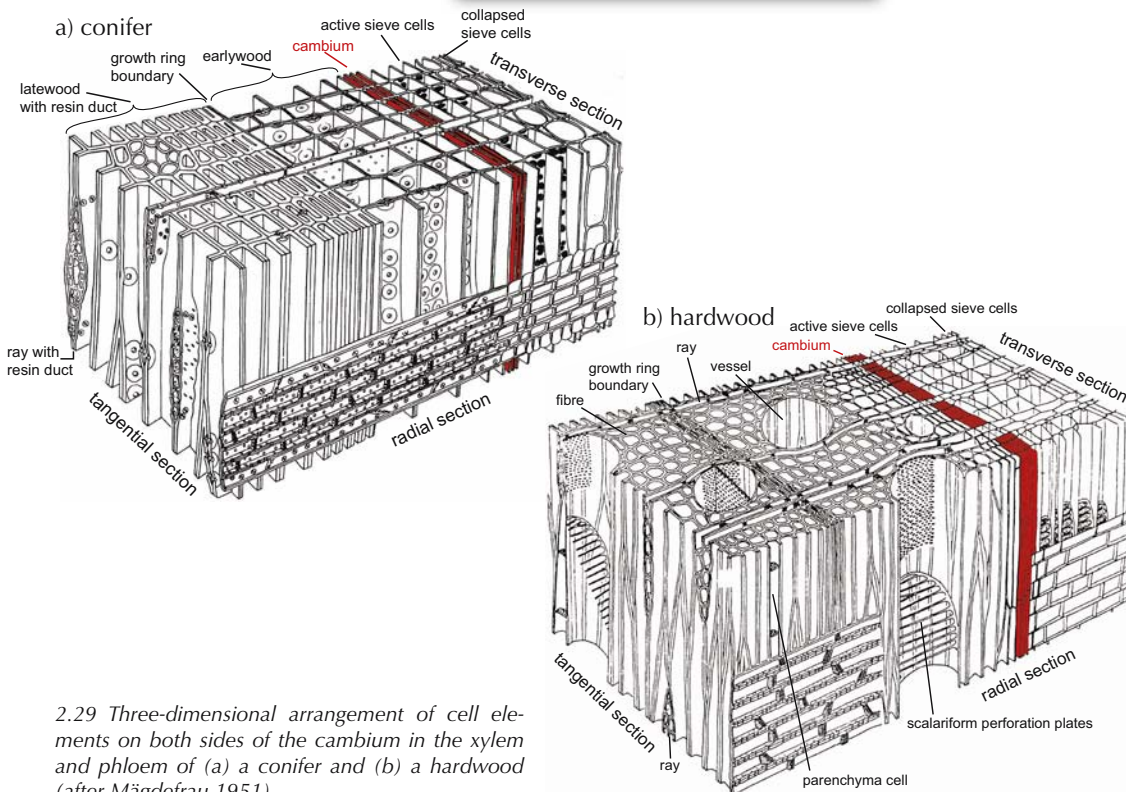 a) conifer
latewood
with resin duct
growth ring
boundary
earlywood
cambium
active sieve cells
collapsed
sieve cells
transverse section
ray with
resin duct
tangential section
radial section
b) hardwood
fibre
growth ring
boundary
ray
vessel
cambium
active sieve cells
collapsed sieve cells
transverse section
tangential section
ray
parenchyma cell
scalariform perforation plates
radial section
2.29 Three-dimensional arrangement of cell ele-
ments on both sides of the cambium in the xylem
and phloem of (a) a conifer and (b) a hardwood
(after Mägdefrau 1951)